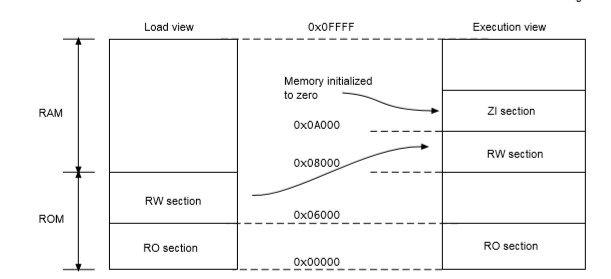 Load view
0x0FFFF
Execution view
Memory initialized
to zero
RAM
ZI section
0x0A000
RW section
0x08000
RW section
ROM
0x06000
RO section
RO section
0x00000